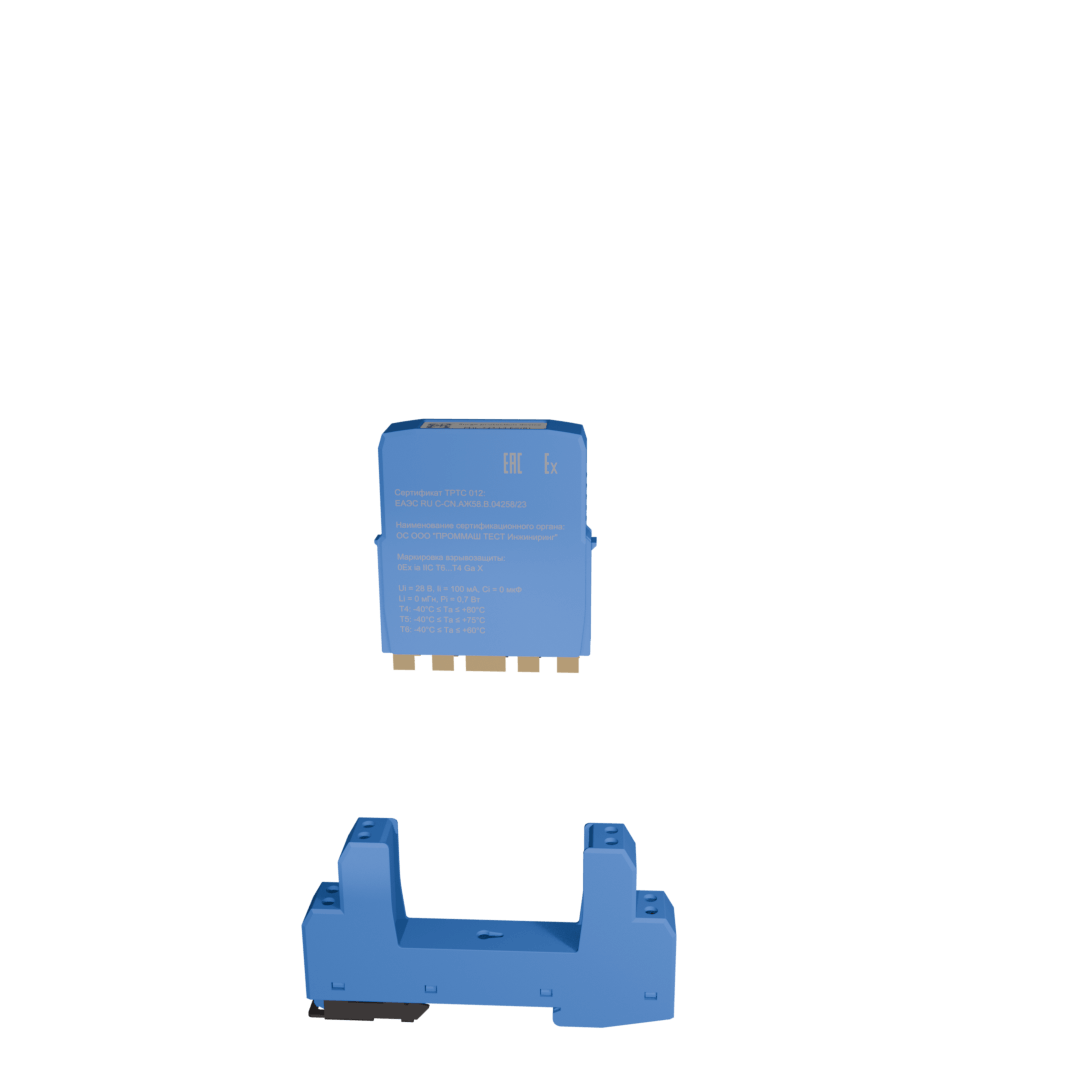 EAC Ex
Сертификат ТРТС 012:
ЕАЭС RU C-CN.АЖ58.В.04258/23
Наименование сертификационного органа:
ОС ООО "ПРОММАШ ТЕСТ Инжиниринг"
Маркировка взрывозащиты:
0Ex ia IIC T6...T4 Ga X
Ui = 28 В, Ii = 100 мА, Ci = 0 мкФ
Li = 0 мГн, Pi = 0,7 Вт
T4: -40°C ≤ Ta ≤ +80°C
T5: -40°C ≤ Ta ≤ +75°C
T6: -40°C ≤ Ta ≤ +60°C